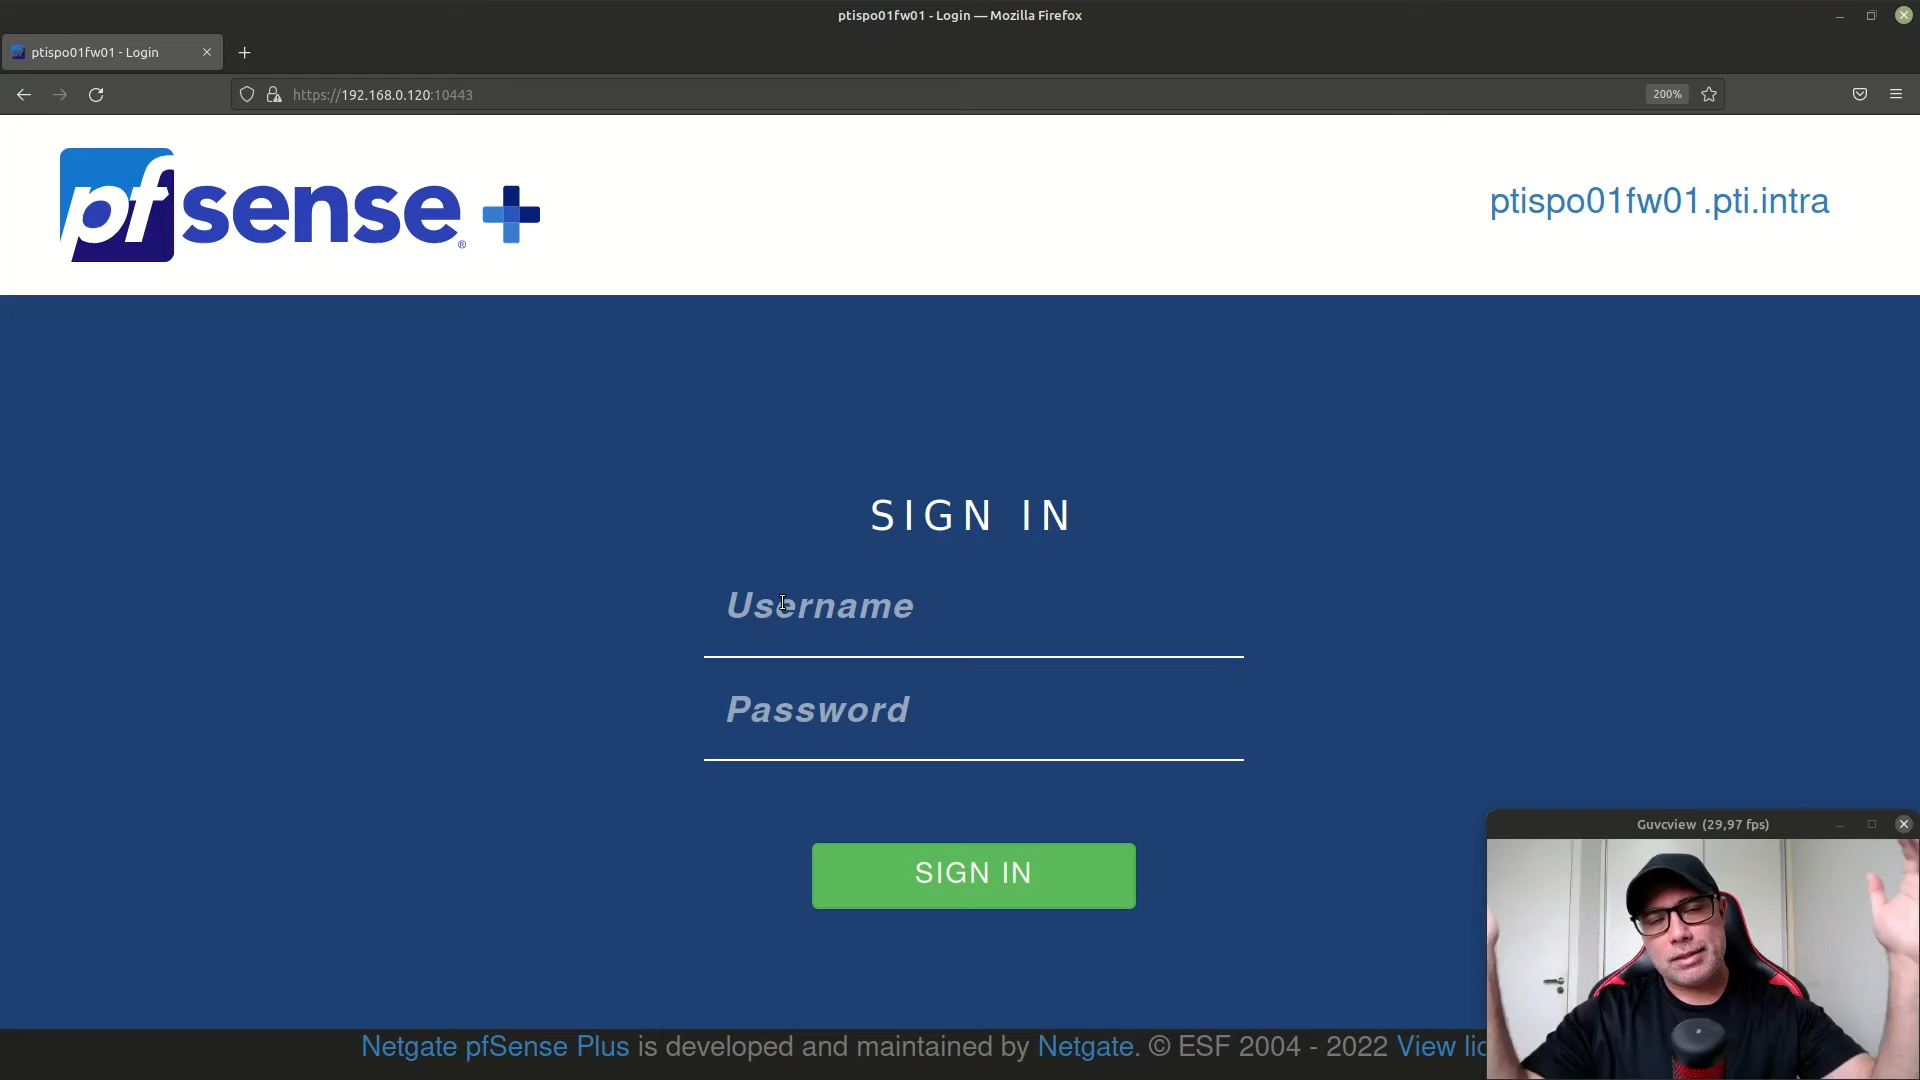 ptispo01fw01 - Login — Mozilla Firefox
ptispo01fw01 - Login
https://192.168.0.120:10443
200%
pfsense®
ptispo01fw01.pti.intra
SIGN IN
Username
Password
SIGN IN
Guvcview (29,97 fps)
Netgate pfSense Plus is developed and maintained by Netgate. © ESF 2004 - 2022 View lic